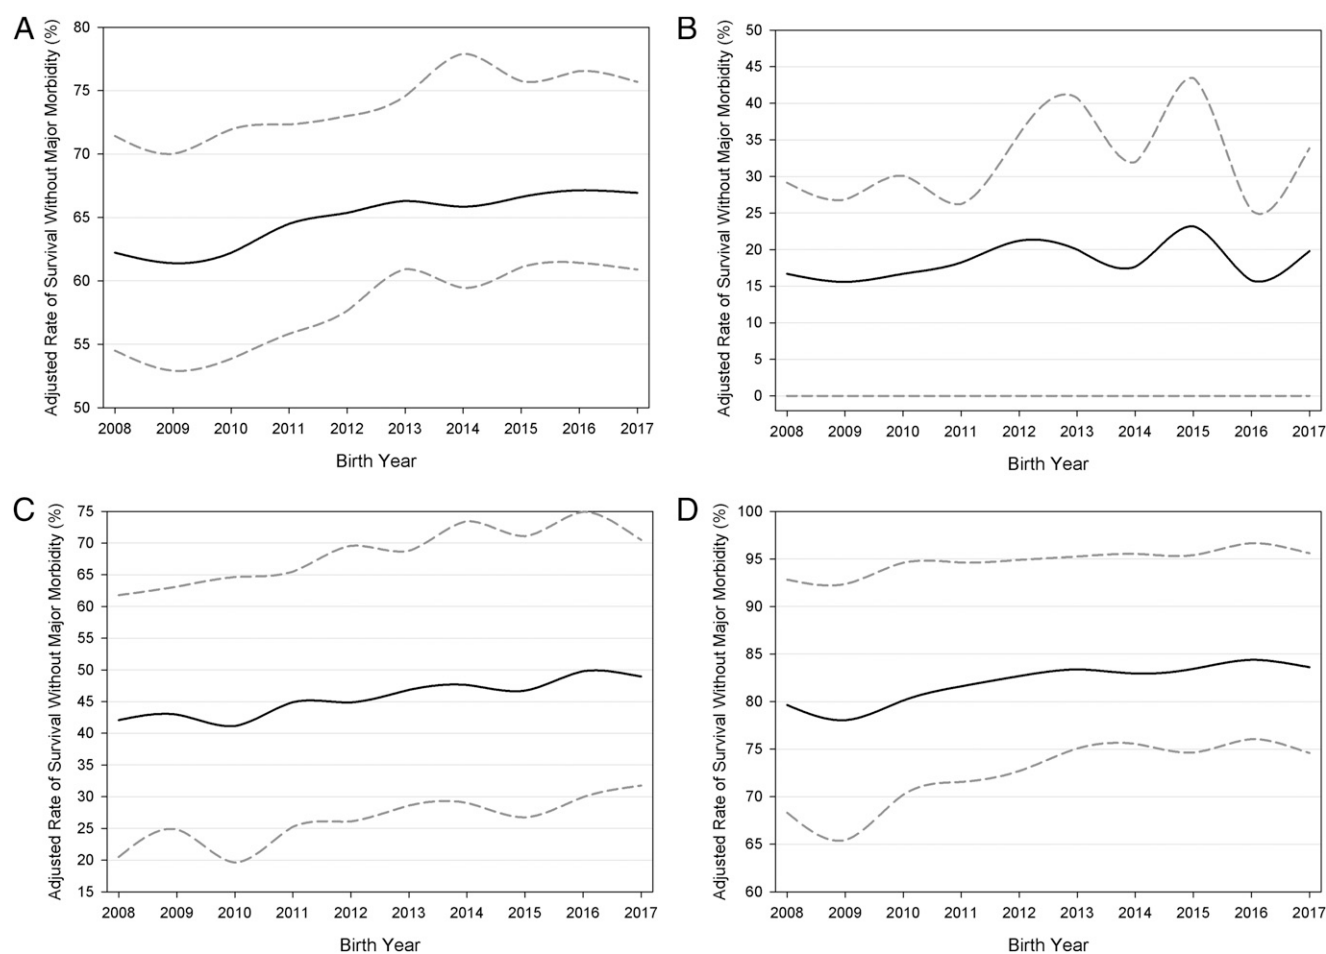 A
Adjusted Rate of Survival Without Major Morbidity (%)
80
75
70
65
60
55
50
2008 2009 2010 2011 2012 2013 2014 2015 2016 2017
Birth Year
B
Adjusted Rate of Survival Without Major Morbidity (%)
50
45
40
35
30
25
20
15
10
5
0
2008 2009 2010 2011 2012 2013 2014 2015 2016 2017
Birth Year
C
Adjusted Rate of Survival Without Major Morbidity (%)
75
70
65
60
55
50
45
40
35
30
25
20
15
2008 2009 2010 2011 2012 2013 2014 2015 2016 2017
Birth Year
D
Adjusted Rate of Survival Without Major Morbidity (%)
100
95
90
85
80
75
70
65
60
2008 2009 2010 2011 2012 2013 2014 2015 2016 2017
Birth Year